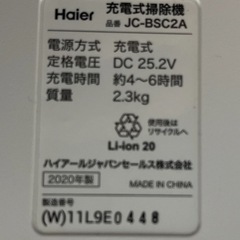 Haier 充電式掃除機
品番 JC-BSC2A
電源方式 充電式
定格電圧 DC 25.2V
充電時間 約4〜6時間
質量 2.3kg
使用後は
リサイクルへ
Li-ion 20
ハイアールジャパンセールス株式会社
2020年製 MADE IN CHINA
製造番号
(W)11L9E0448